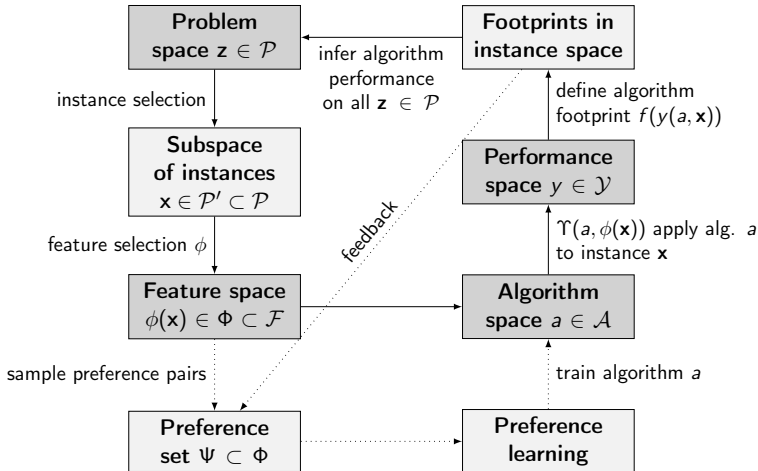 Problem
space z ∈ 𝒫
Footprints in
instance space
infer algorithm
performance
on all z ∈ 𝒫
instance selection
define algorithm
footprint f(y(a, x))
Subspace
of instances
x ∈ 𝒫′ ⊂ 𝒫
Performance
space y ∈ 𝒴
feedback
feature selection ϕ
ϒ(a, ϕ(x)) apply alg. a
to instance x
Feature space
ϕ(x) ∈ Φ ⊂ ℱ
Algorithm
space a ∈ 𝒜
sample preference pairs
train algorithm a
Preference
set Ψ ⊂ Φ
Preference
learning